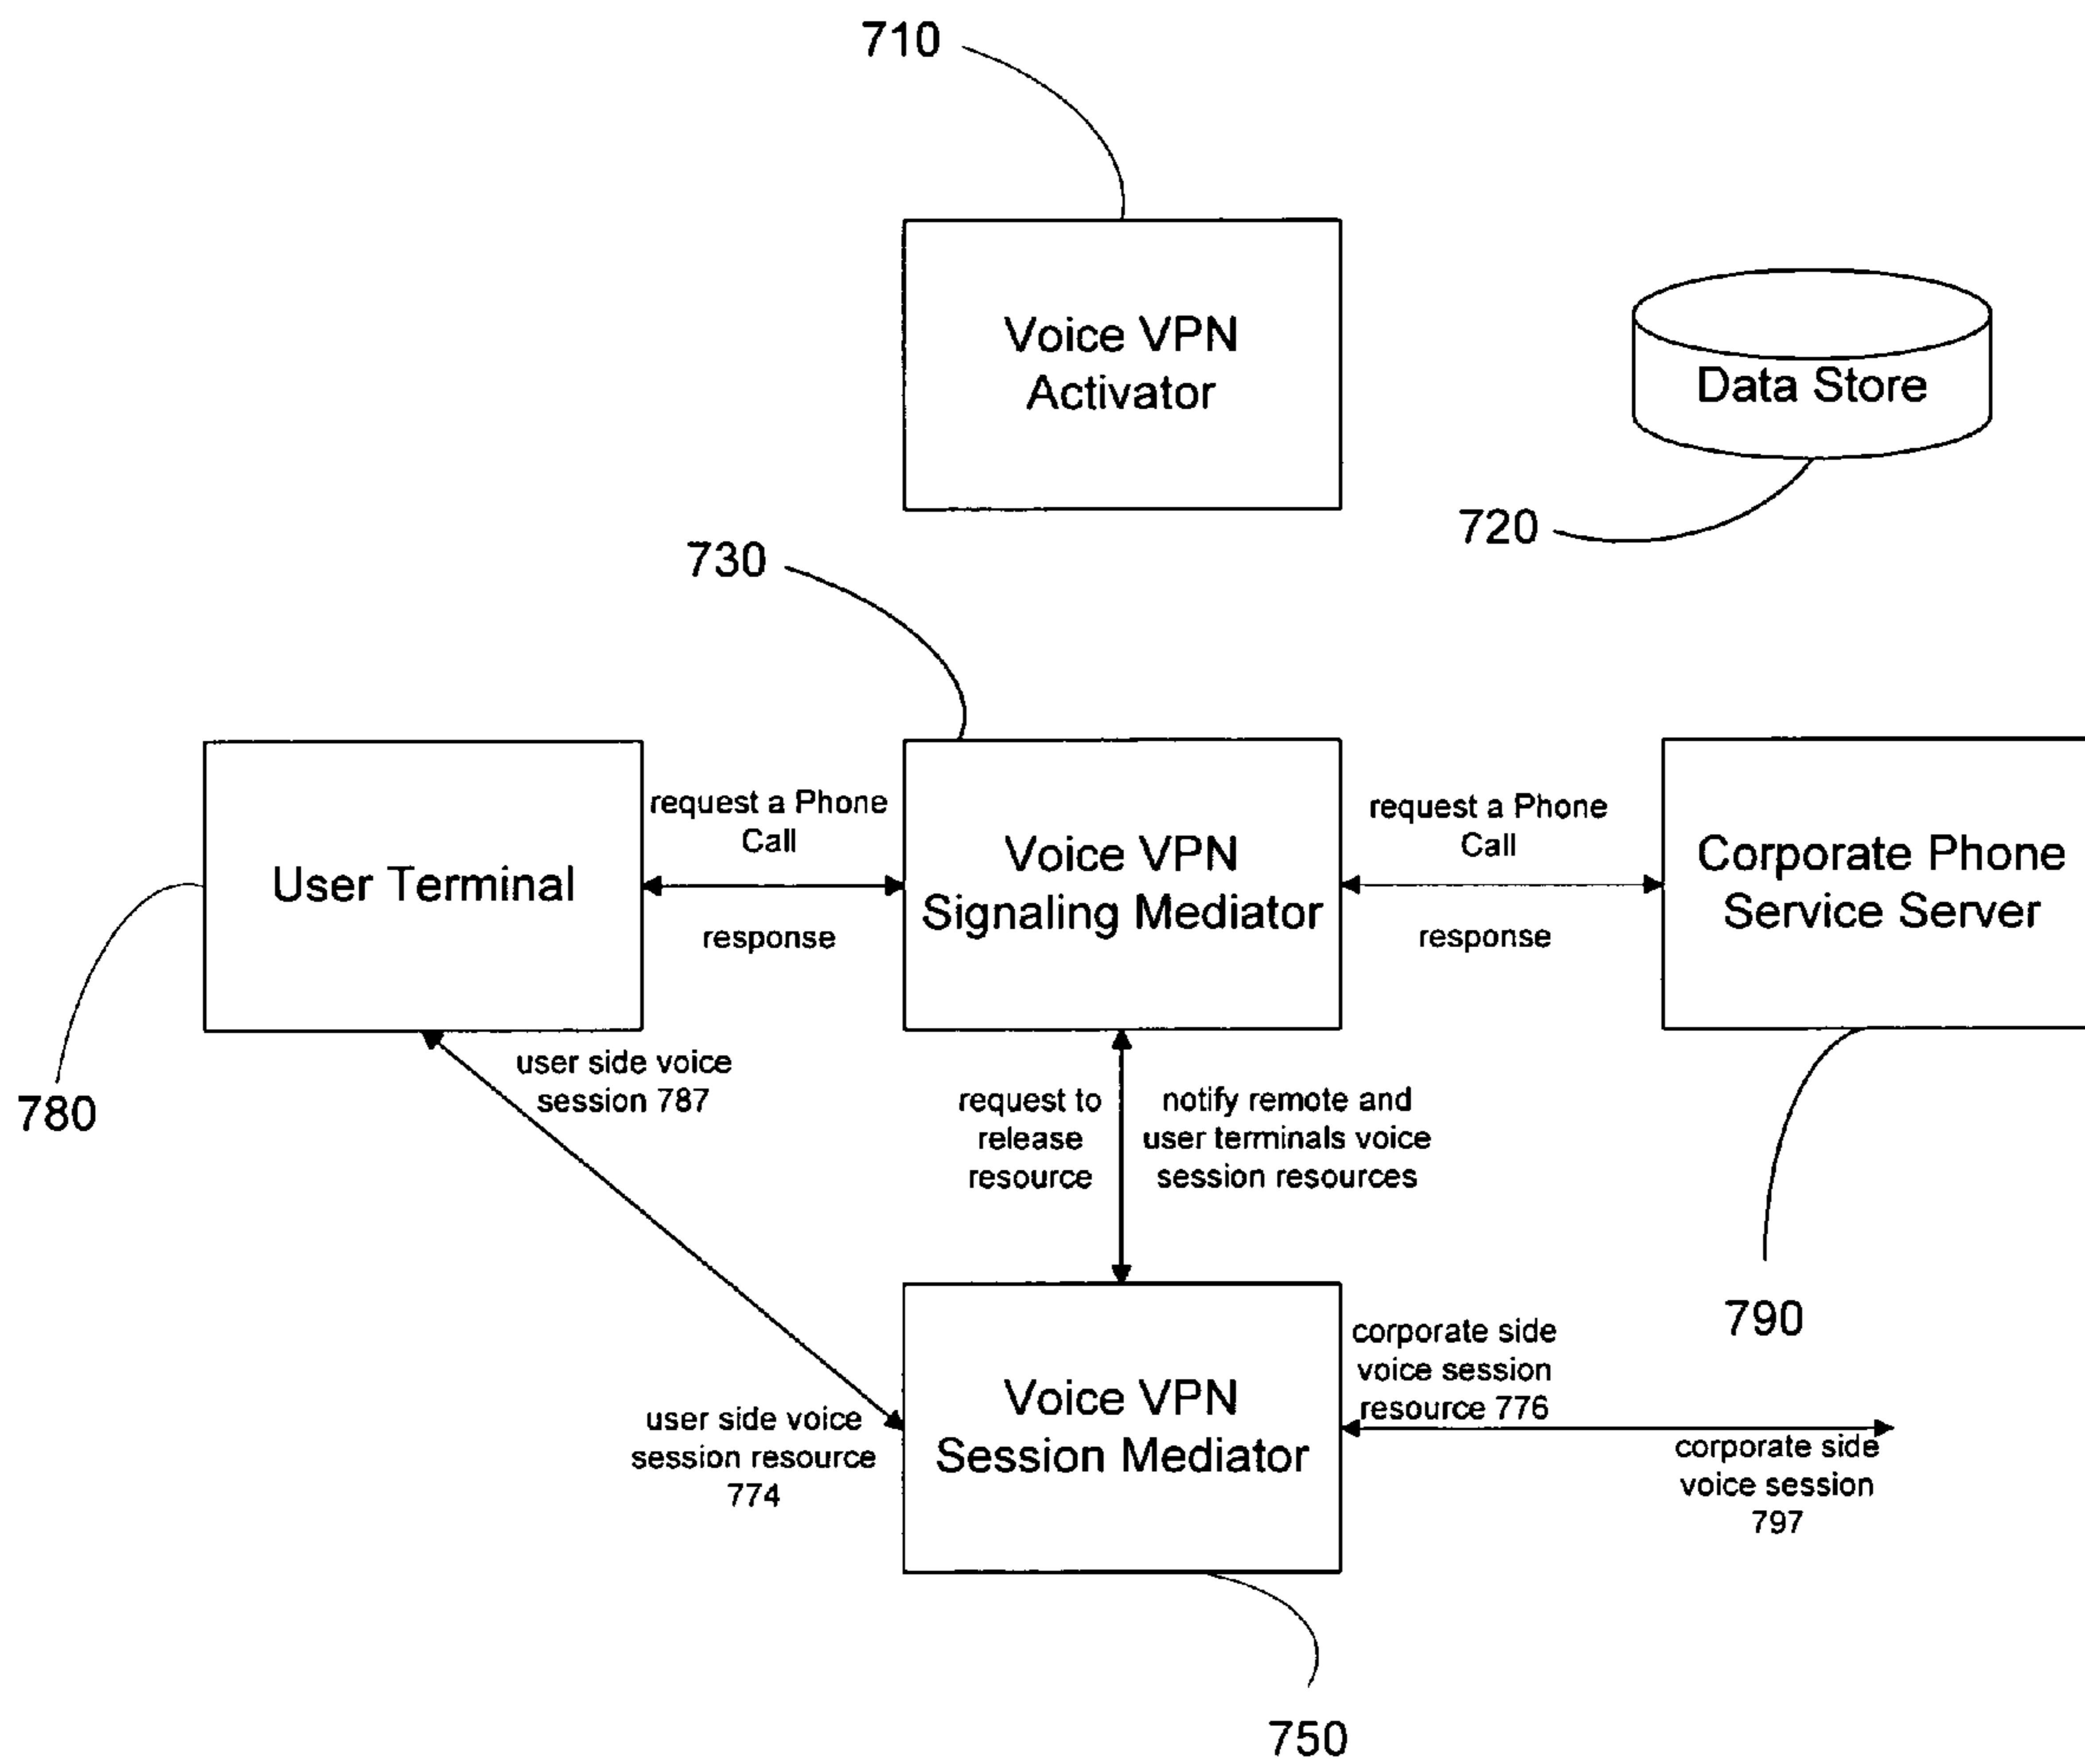 710
Voice VPN
Activator
Data Store
720
730
User Terminal
request a Phone
Call
response
Voice VPN
Signaling Mediator
request a Phone
Call
response
Corporate Phone
Service Server
780
user side voice
session 787
request to
release
resource
notify remote and
user terminals voice
session resources
790
user side voice
session resource
774
Voice VPN
Session Mediator
corporate side
voice session
resource 776
corporate side
voice session
797
750